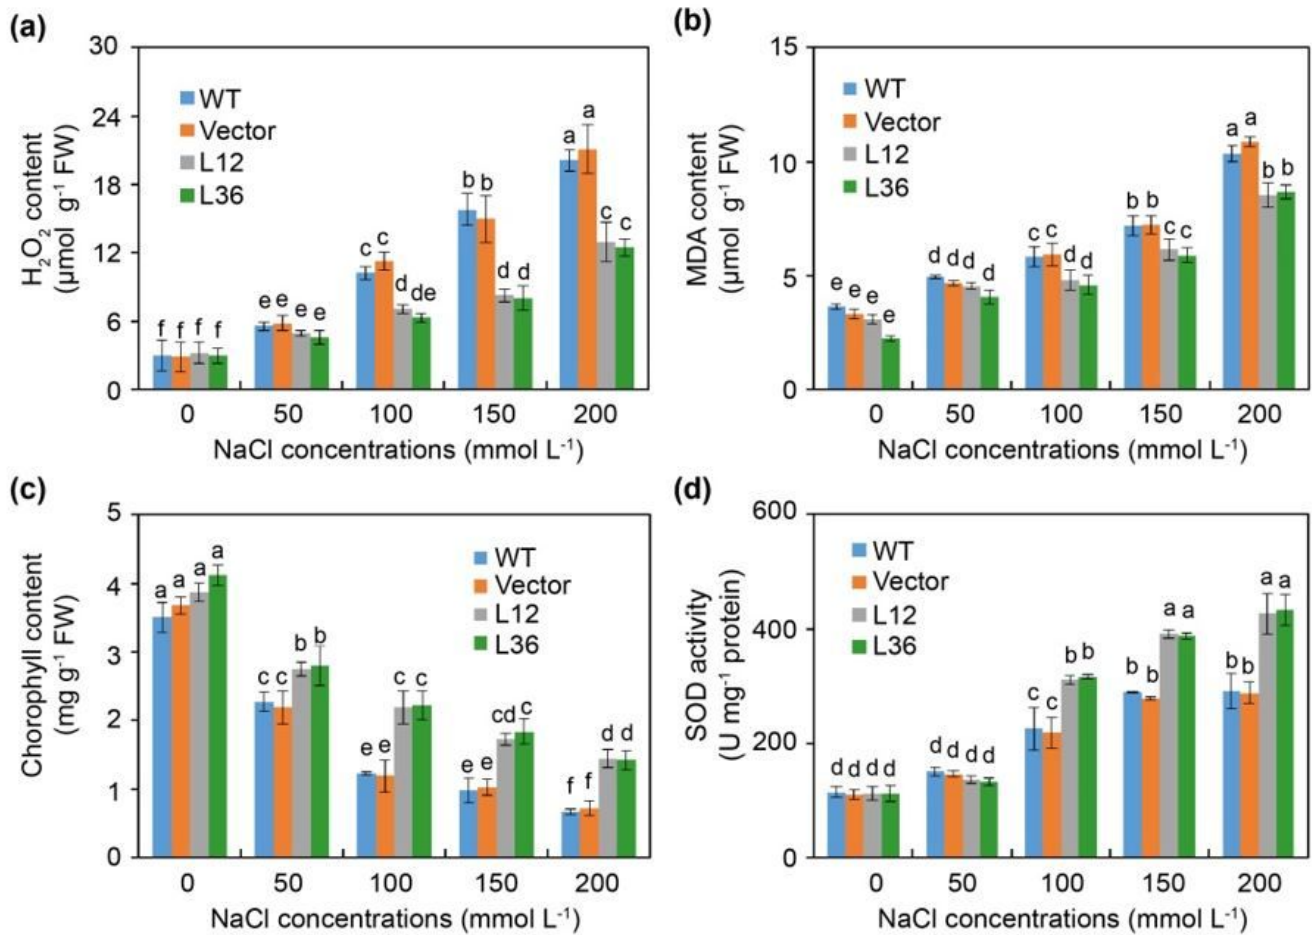 (a)
30
24
18
12
6
0
H2O2 content
(μmol g-1 FW)
WT
Vector
L12
L36
f f f f
e e e e
c c d de
b b d d
a a c c
0 50 100 150 200
NaCl concentrations (mmol L-1)
(b)
15
10
5
0
MDA content
(μmol g-1 FW)
WT
Vector
L12
L36
e e e e
d d d d
c c d d
b b c c
a a b b
0 50 100 150 200
NaCl concentrations (mmol L-1)
(c)
5
4
3
2
1
0
Chorophyll content
(mg g-1 FW)
WT
Vector
L12
L36
a a a a
c c b b
e e c c
e e cd c
f f d d
0 50 100 150 200
NaCl concentrations (mmol L-1)
(d)
600
400
200
0
SOD activity
(U mg-1 protein)
WT
Vector
L12
L36
d d d d
d d d d
c c b b
b b a a
b b a a
0 50 100 150 200
NaCl concentrations (mmol L-1)